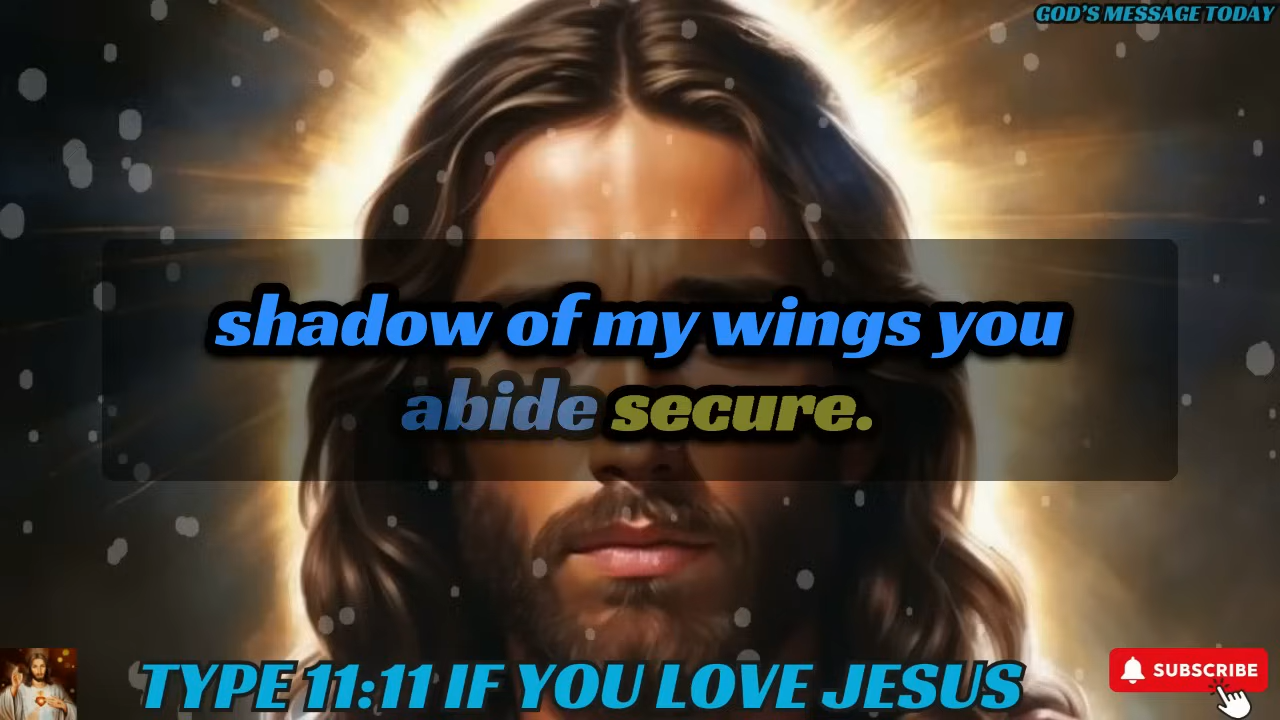 GOD'S MESSAGE TODAY
shadow of my wings you
abide secure.
TYPE 11:11 IF YOU LOVE JESUS
SUBSCRIBE